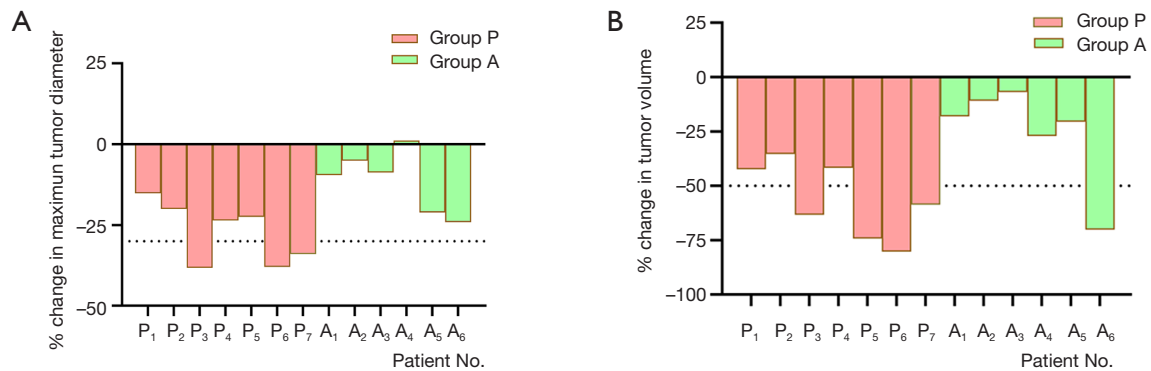 A
% change in maximun tumor diameter
Group P
Group A
25
0
−25
−50
P1 P2 P3 P4 P5 P6 P7 A1 A2 A3 A4 A5 A6
Patient No.
B
% change in tumor volume
Group P
Group A
25
0
−25
−50
−75
−100
P1 P2 P3 P4 P5 P6 P7 A1 A2 A3 A4 A5 A6
Patient No.